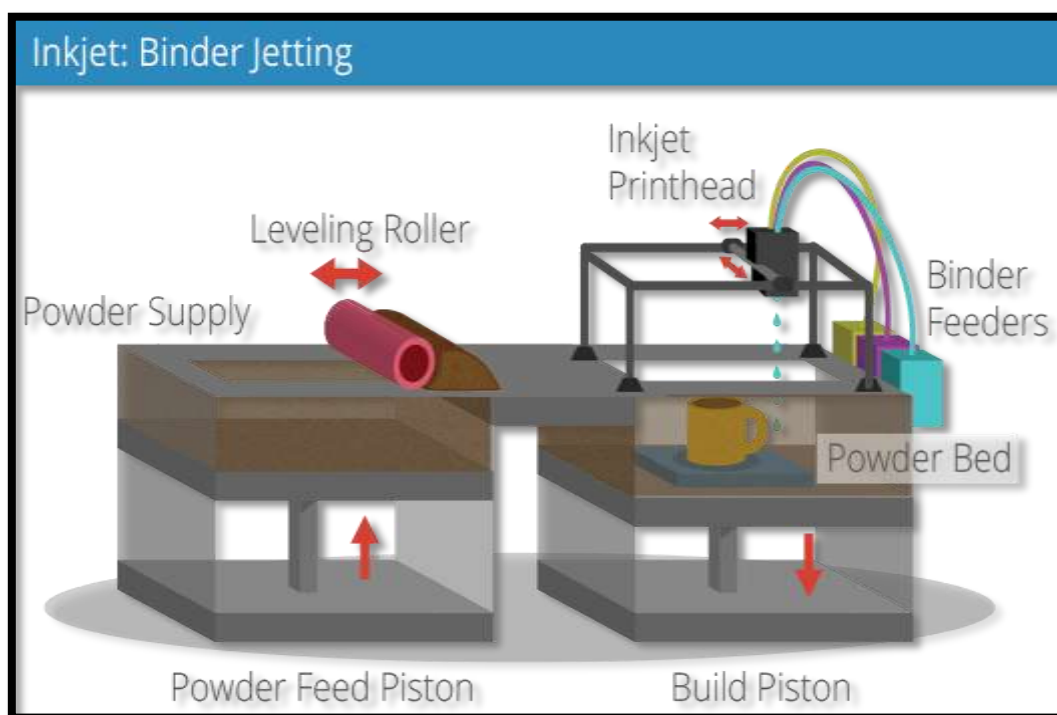 Inkjet: Binder Jetting
Inkjet
Printhead
Leveling Roller
Binder
Feeders
Powder Supply
Powder Bed
Powder Feed Piston
Build Piston